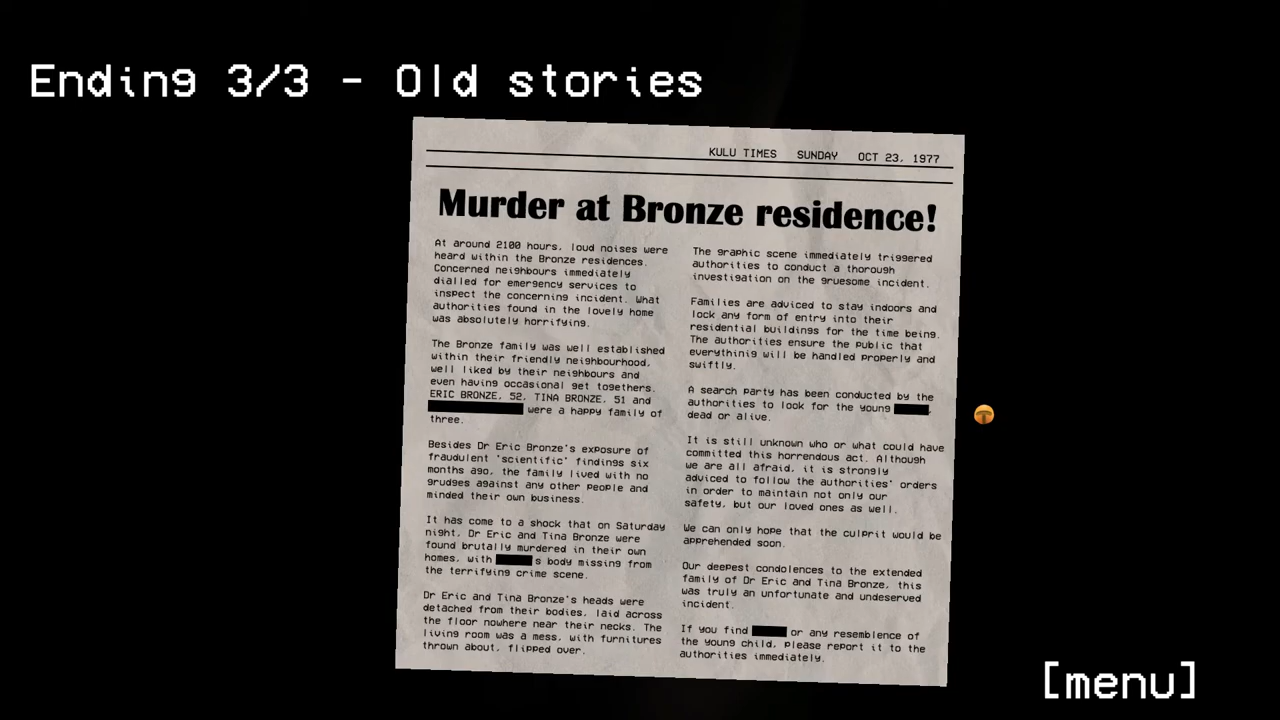 Ending 3/3 - Old stories
KULU TIMES SUNDAY OCT 23, 1977
Murder at Bronze residence!
At around 2100 hours, loud noises were
heard within the Bronze residences.
Concerned neighbours immediately
dialled for emergency services to
inspect the concerning incident. What
authorities found in the lovely home
was absolutely horrifying.
The Bronze family was well established
within their friendly neighbourhood,
well liked by their neighbours and
even having occasional get togethers.
ERIC BRONZE, 52, TINA BRONZE, 51 and
were a happy family of
three.
Besides Dr Eric Bronze's exposure of
fraudulent 'scientific' findings six
months ago, the family lived with no
grudges against any other people and
minded their own business.
It has come to a shock that on Saturday
night, Dr Eric and Tina Bronze were
found brutally murdered in their own
homes, with s body missing from
the terrifying crime scene.
Dr Eric and Tina Bronze's heads were
detached from their bodies, laid across
the floor nowhere near their necks. The
living room was a mess, with furnitures
thrown about, flipped over.
The graphic scene immediately triggered
authorities to conduct a thorough
investigation on the gruesome incident.
Families are adviced to stay indoors and
lock any form of entry into their
residential buildings for the time being.
The authorities ensure the public that
everythinig will be handled properly and
swiftly.
A search party has been conducted by the
authorities to look for the young ,
dead or alive.
It is still unknown who or what could have
committed this horrendous act. Although
we are all afraid, it is strongly
adviced to follow the authorities' orders
in order to maintain not only our
safety, but our loved ones as well.
We can only hope that the culprit would be
apprehended soon.
Our deepest condolences to the extended
family of Dr Eric and Tina Bronze, this
was truly an unfortunate and undeserved
incident.
If you find or any resemblence of
the young child, please report it to the
authorities immediately.
[menu]